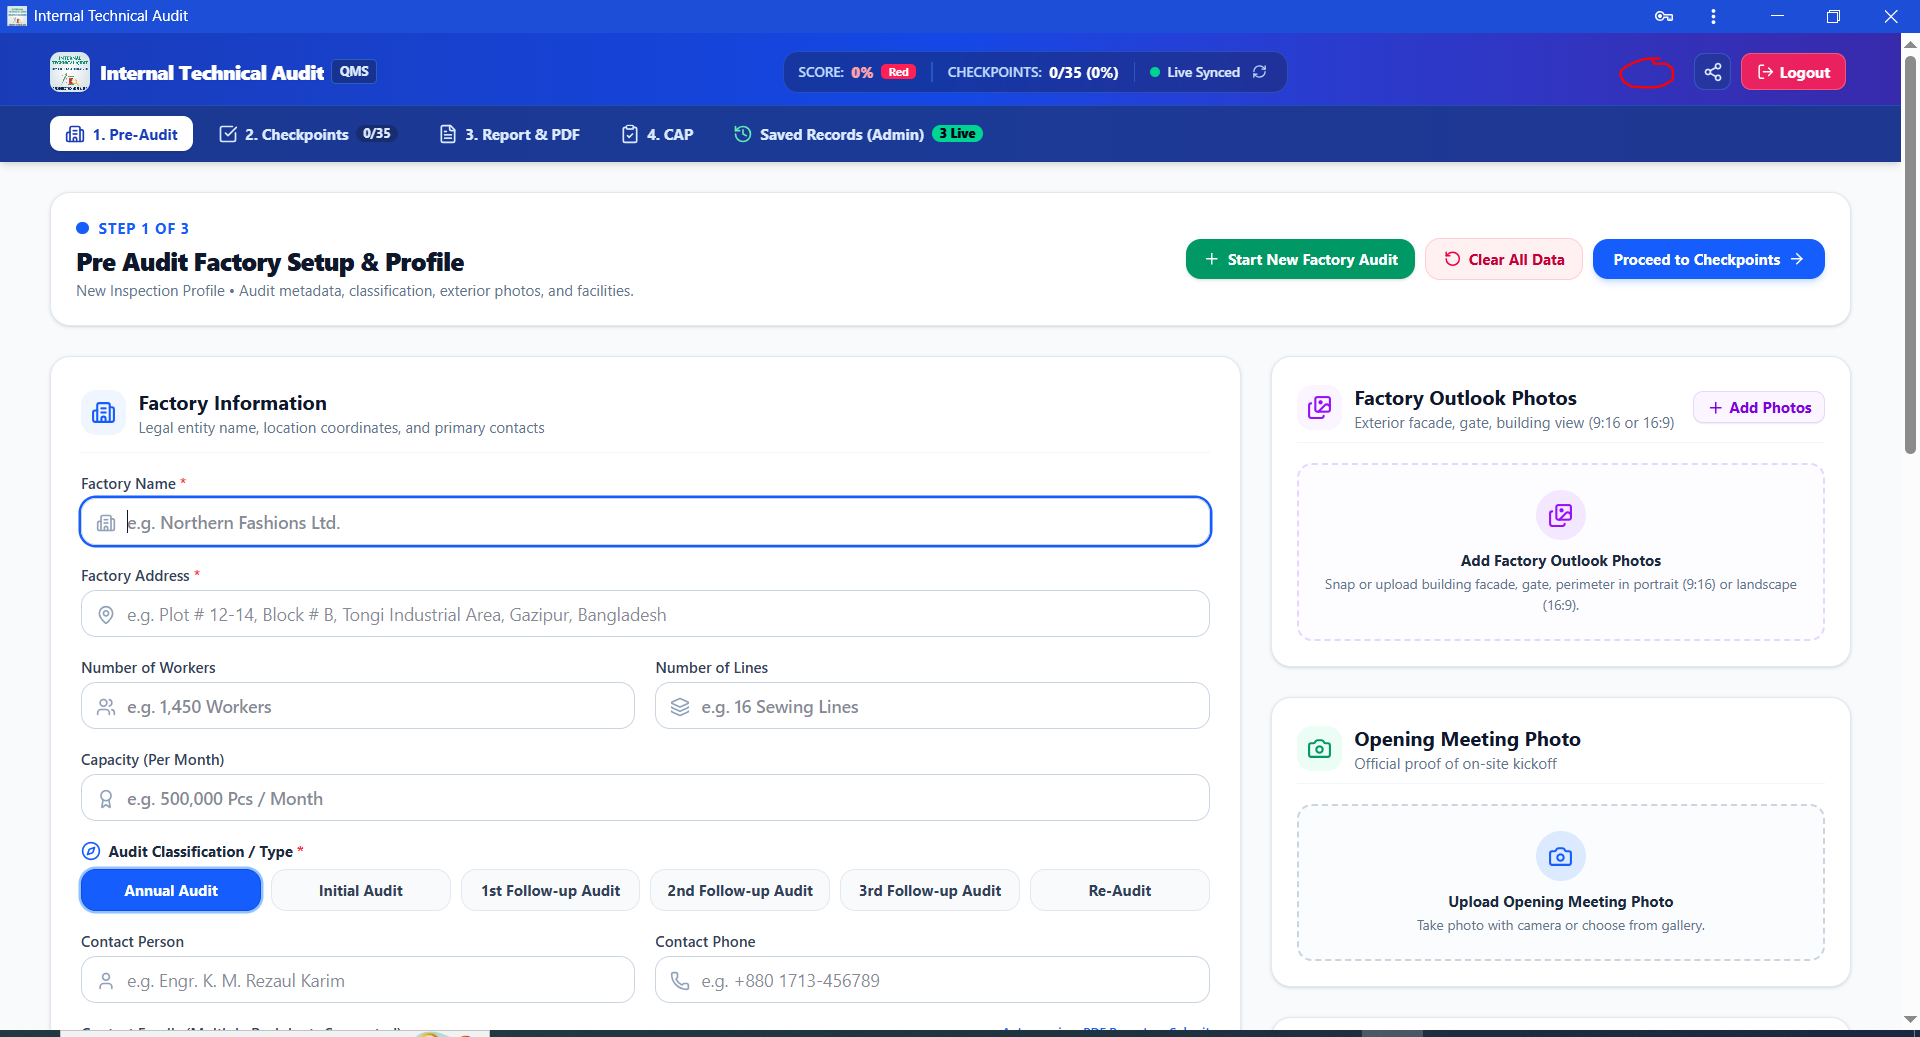 Internal Technical Audit
Internal Technical Audit QMS
SCORE: 0% Red CHECKPOINTS: 0/35 (0%) Live Synced
Logout
1. Pre-Audit 2. Checkpoints 0/35 3. Report & PDF 4. CAP Saved Records (Admin) 3 Live
STEP 1 OF 3
Pre Audit Factory Setup & Profile
New Inspection Profile • Audit metadata, classification, exterior photos, and facilities.
Start New Factory Audit Clear All Data Proceed to Checkpoints
Factory Information
Legal entity name, location coordinates, and primary contacts
Factory Name *
e.g. Northern Fashions Ltd.
Factory Address *
e.g. Plot # 12-14, Block # B, Tongi Industrial Area, Gazipur, Bangladesh
Number of Workers Number of Lines
e.g. 1,450 Workers e.g. 16 Sewing Lines
Capacity (Per Month)
e.g. 500,000 Pcs / Month
Audit Classification / Type *
Annual Audit Initial Audit 1st Follow-up Audit 2nd Follow-up Audit 3rd Follow-up Audit Re-Audit
Contact Person Contact Phone
e.g. Engr. K. M. Rezaul Karim e.g. +880 1713-456789
Factory Outlook Photos
Exterior facade, gate, building view (9:16 or 16:9)
Add Photos
Add Factory Outlook Photos
Snap or upload building facade, gate, perimeter in portrait (9:16) or landscape
(16:9).
Opening Meeting Photo
Official proof of on-site kickoff
Upload Opening Meeting Photo
Take photo with camera or choose from gallery.